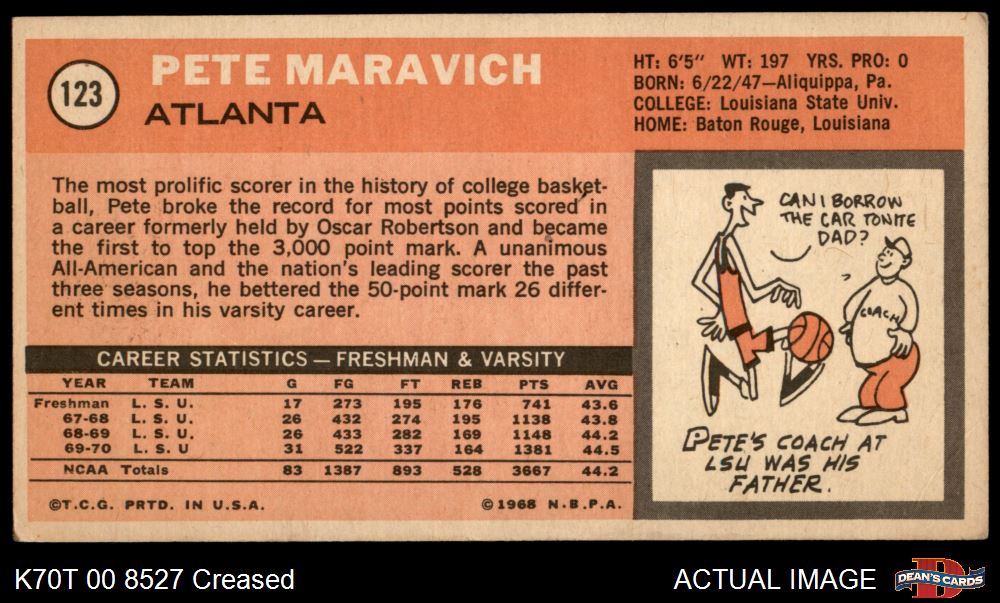 123
PETE MARAVICH
ATLANTA
HT: 6'5" WT: 197 YRS. PRO: 0
BORN: 6/22/47—Aliquippa, Pa.
COLLEGE: Louisiana State Univ.
HOME: Baton Rouge, Louisiana
The most prolific scorer in the history of college basket-
ball, Pete broke the record for most points scored in
a career formerly held by Oscar Robertson and became
the first to top the 3,000 point mark. A unanimous
All-American and the nation's leading scorer the past
three seasons, he bettered the 50-point mark 26 differ-
ent times in his varsity career.
CAREER STATISTICS — FRESHMAN & VARSITY
YEAR TEAM G FG FT REB PTS AVG
Freshman L. S. U. 17 273 195 176 741 43.6
67-68 L. S. U. 26 432 274 195 1138 43.8
68-69 L. S. U. 26 433 282 169 1148 44.2
69-70 L. S. U 31 522 337 164 1381 44.5
NCAA Totals 83 1387 893 528 3667 44.2
©T.C.G. PRTD. IN U.S.A. ©1968 N.B.P.A.
CAN I BORROW
THE CAR TONITE
DAD?
?
COACH
PETE'S COACH AT
LSU WAS HIS
FATHER.
K70T 00 8527 Creased
ACTUAL IMAGE
D
DEAN'S CARDS